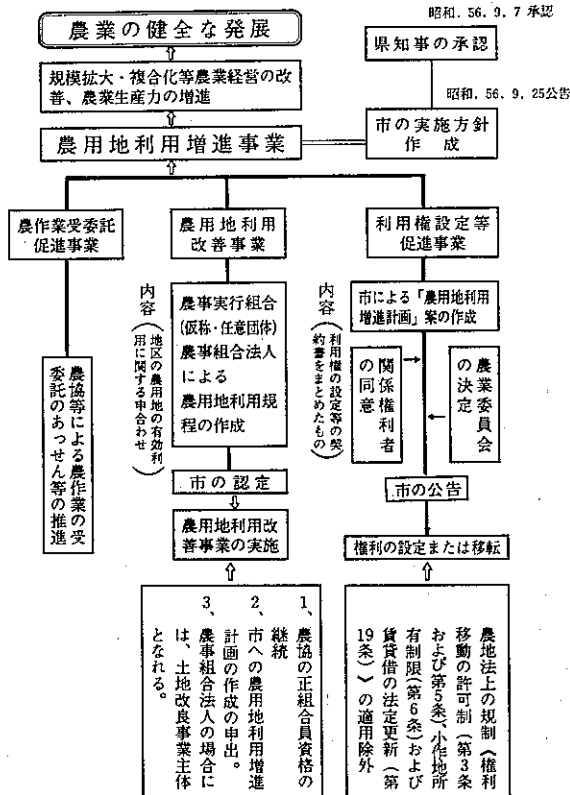 昭和. 56. 9. 7 承認
農業の健全な発展
県知事の承認
規模拡大・複合化等農業経営の改
善、農業生産力の増進
昭和. 56. 9. 25公告
農用地利用増進事業
市の実施方針
作成
農作業受委託
促進事業
農用地利用
改善事業
利用権設定等
促進事業
農協等による農作業の受
委託のあっせん等の推進
内容
(地区の農用地の有効利
用に関する申合わせ
農事実行組合
(仮称・任意団体)
農事組合法人
による
農用地利用規
程の作成
市の認定
農用地利用改
善事業の実施
1、農協の正組合員資格の
継続
2、市への農用地利用増進
計画の作成の申出。
3、農事組合法人の場合に
は、土地改良事業主体
となれる。
内容
(利用権の設定等の契
約書をまとめたもの
市による「農用地利用
増進計画」案の作成
関係権利者
の同意
農業委員会
の決定
市の公告
権利の設定または移転
農地法上の規制〈権利
移動の許可制(第3条
および第5条)、小作地所
有制限(第6条)および
賃貸借の法定更新(第
19条)〉の適用除外